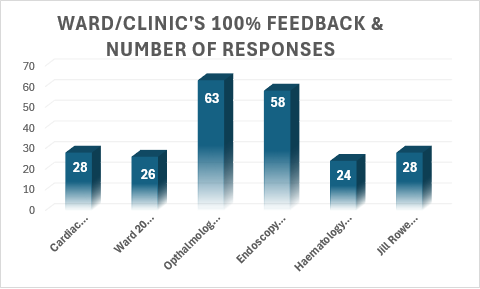 WARD/CLINIC'S 100% FEEDBACK &
NUMBER OF RESPONSES
70
60
50
40
30
20
10
0
28
26
63
58
24
28
Cardiac...
Ward 20...
Opthalmolog...
Endoscopy...
Haematology...
Jill Rowe...